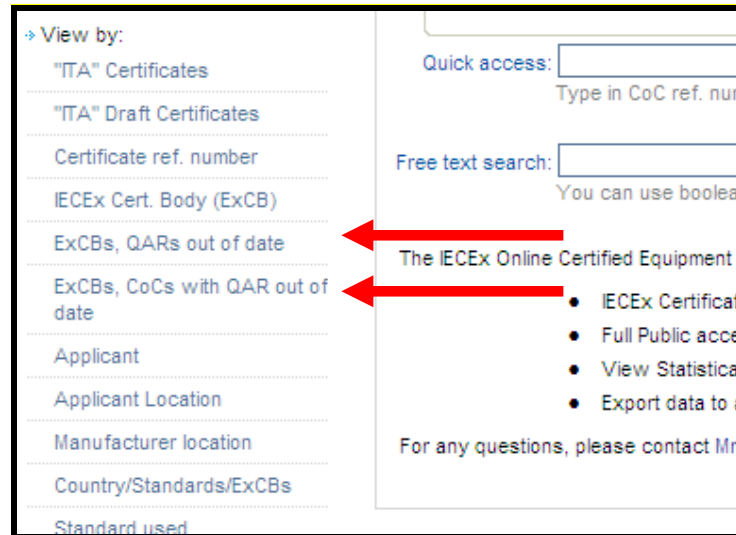 View by:
"ITA" Certificates
"ITA" Draft Certificates
Certificate ref. number
IECEx Cert. Body (ExCB)
ExCBs, QARs out of date
ExCBs, CoCs with QAR out of
date
Applicant
Applicant Location
Manufacturer location
Country/Standards/ExCBs
Standard used
Quick access:
Type in CoC ref.
Free text search:
You can use
The IECEx Online Certified Equipment
IECEx
Full Public
View
Export data to
For any questions, please contact